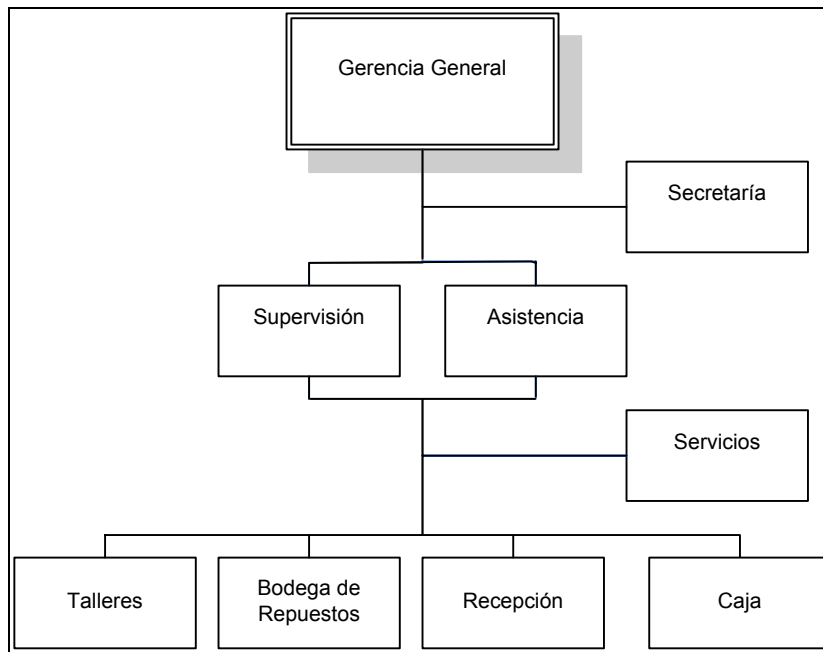 Gerencia General
Secretaría
Supervisión
Asistencia
Servicios
Talleres
Bodega de
Repuestos
Recepción
Caja